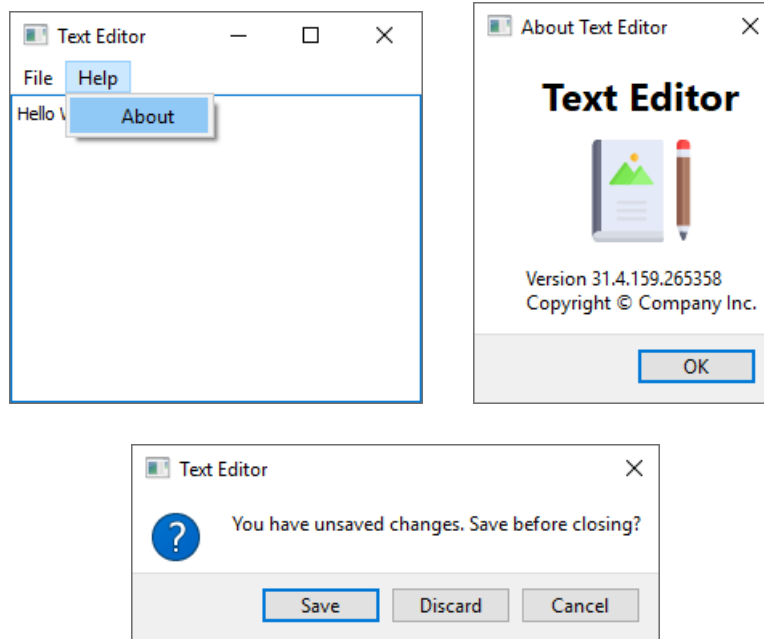 Text Editor
File Help
Hello
About
About Text Editor
Text Editor
Version 31.4.159.265358
Copyright © Company Inc.
OK
Text Editor
You have unsaved changes. Save before closing?
Save Discard Cancel